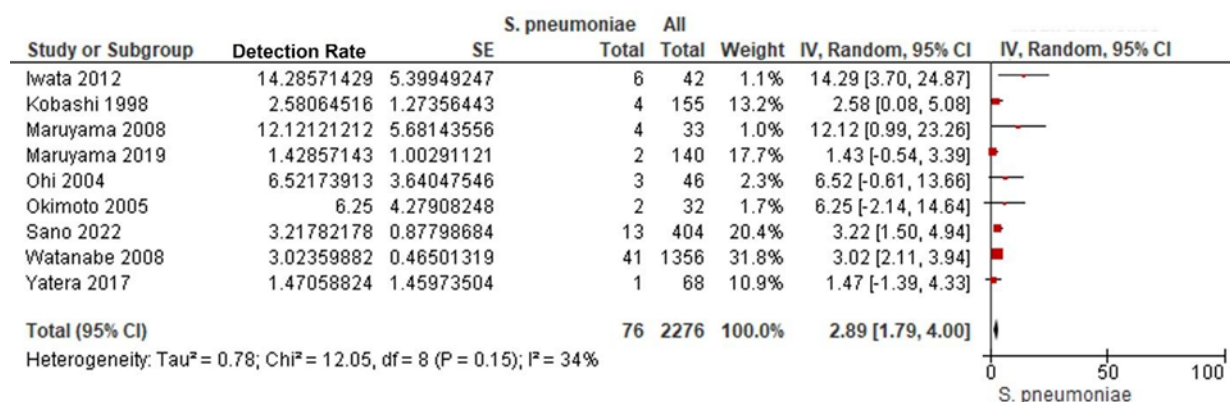 S. pneumoniae All
Study or Subgroup Detection Rate SE Total Total Weight IV, Random, 95% CI IV, Random, 95% CI
Iwata 2012 14.28571429 5.39949247 6 42 1.1% 14.29 [3.70, 24.87]
Kobashi 1998 2.58064516 1.27356443 4 155 13.2% 2.58 [0.08, 5.08]
Maruyama 2008 12.12121212 5.68143556 4 33 1.0% 12.12 [0.99, 23.26]
Maruyama 2019 1.42857143 1.00291121 2 140 17.7% 1.43 [-0.54, 3.39]
Ohi 2004 6.52173913 3.64047546 3 46 2.3% 6.52 [-0.61, 13.66]
Okimoto 2005 6.25 4.27908248 2 32 1.7% 6.25 [-2.14, 14.64]
Sano 2022 3.21782178 0.87798684 13 404 20.4% 3.22 [1.50, 4.94]
Watanabe 2008 3.02359882 0.46501319 41 1356 31.8% 3.02 [2.11, 3.94]
Yatera 2017 1.47058824 1.45973504 1 68 10.9% 1.47 [-1.39, 4.33]
Total (95% CI) 76 2276 100.0% 2.89 [1.79, 4.00]
Heterogeneity: Tau² = 0.78; Chi² = 12.05, df = 8 (P = 0.15); I² = 34%
0 50 100
S. pneumoniae